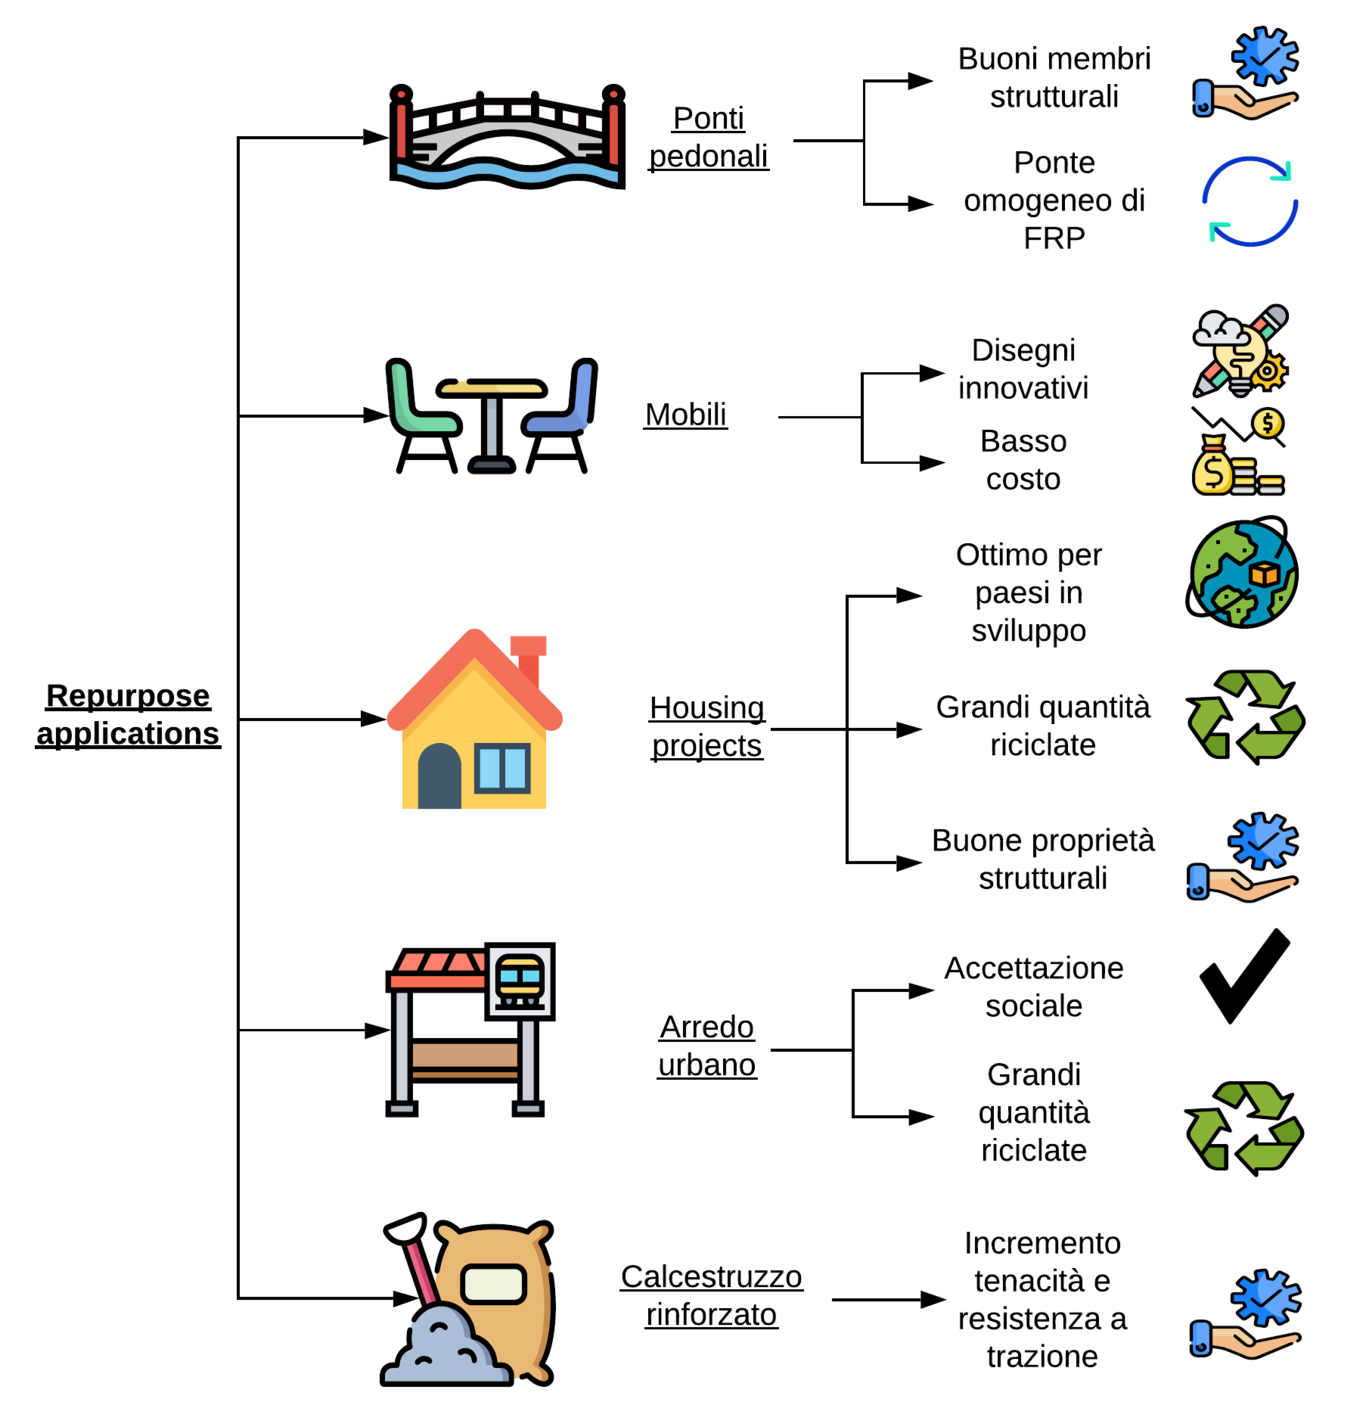 Repurpose
applications
Ponti
pedonali
Buoni membri
strutturali
Ponte
omogeneo di
FRP
Mobili
Disegni
innovativi
Basso
costo
Housing
projects
Ottimo per
paesi in
sviluppo
Grandi quantità
riciclate
Buone proprietà
strutturali
Arredo
urbano
Accettazione
sociale
Grandi
quantità
riciclate
Calcestruzzo
rinforzato
Incremento
tenacità e
resistenza a
trazione